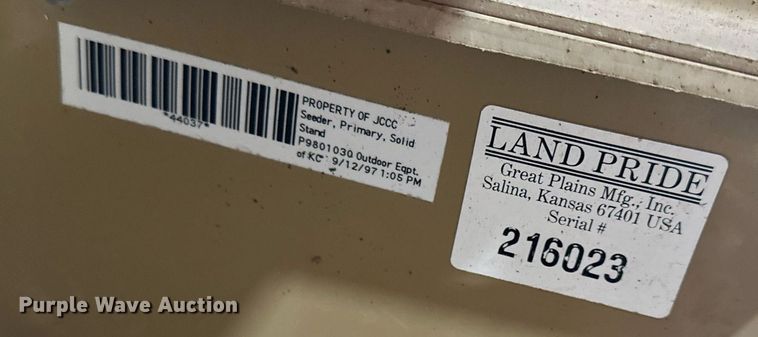 *44037*
PROPERTY OF JCCC
Seeder, Primary, Solid
Stand
P9801030 Outdoor Eqpt.
of KC 9/12/97 1:05 PM
LAND PRIDE
Great Plains Mfg., Inc.
Salina, Kansas 67401 USA
Serial #
216023
Purple Wave Auction